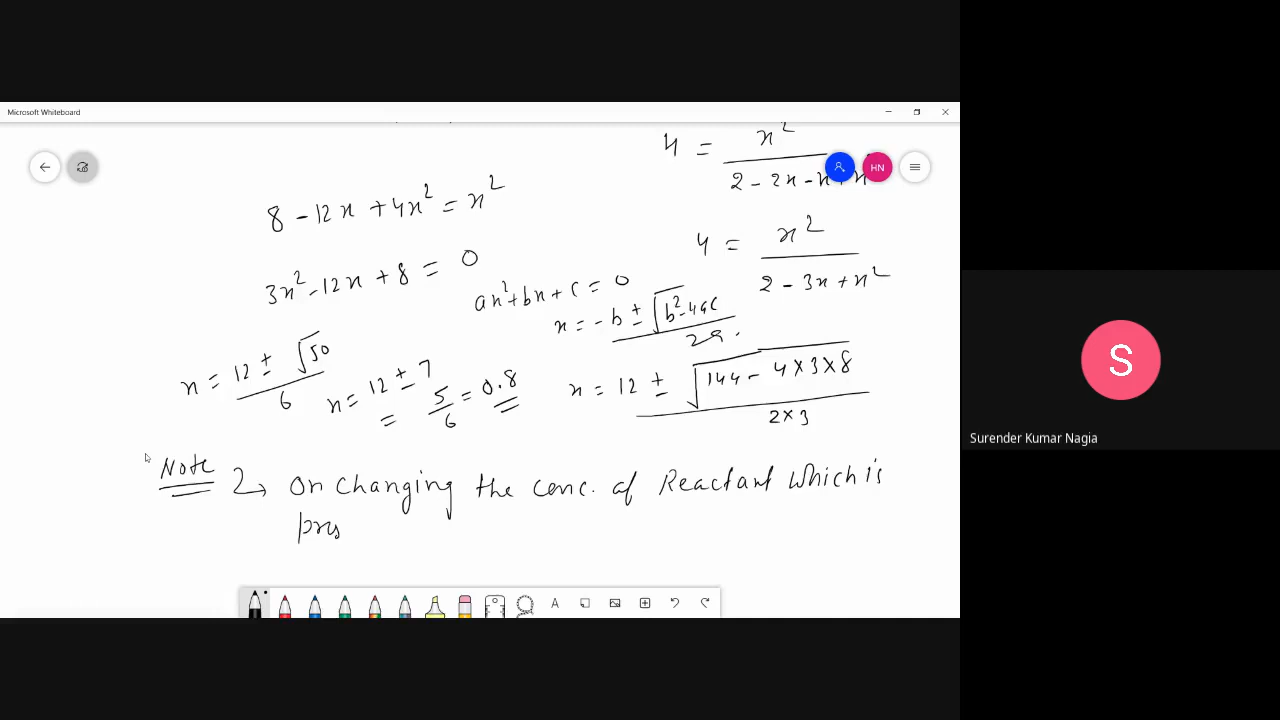 Microsoft Whiteboard
4 = x²
2 - 2x - x + x²
HN
8 - 12x + 4x² = x²
4 = x²
2 - 3x + x²
3x² - 12x + 8 = 0
ax² + bx + c = 0
x = -b ± √b² - 4ac
2a
x = 12 ± √50
6
x = 12 ± 7
5/6 = 0.8
x = 12 ± √144 - 4×3×8
2×3
Note 2→ On changing the conc. of Reactant which is
pres
A
S
Surender Kumar Nagia